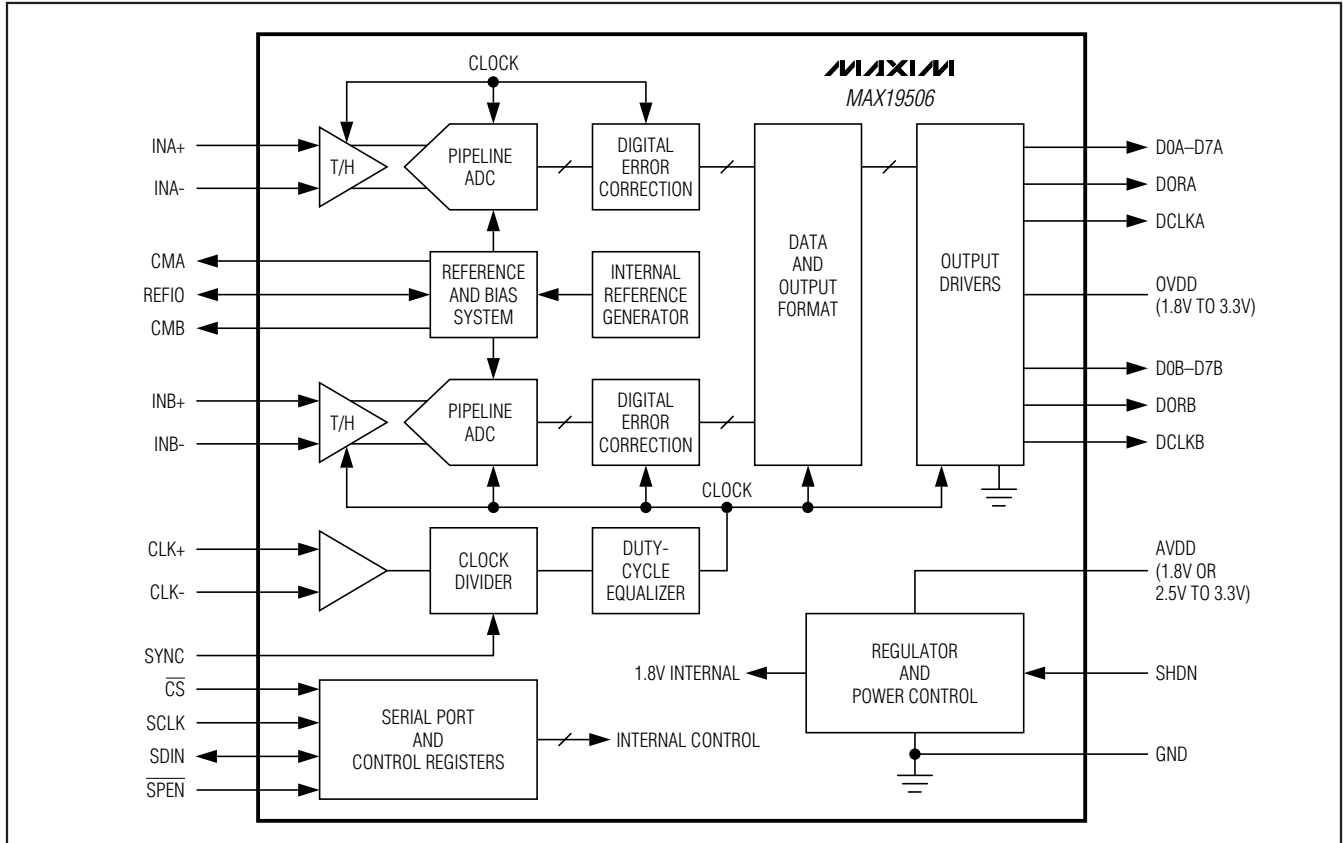 CLOCK
MAXIM
MAX19506
INA+
INA-
T/H
PIPELINE
ADC
DIGITAL
ERROR
CORRECTION
DATA
AND
OUTPUT
FORMAT
OUTPUT
DRIVERS
D0A–D7A
DORA
DCLKA
CMA
REFIO
CMB
REFERENCE
AND BIAS
SYSTEM
INTERNAL
REFERENCE
GENERATOR
OVDD
(1.8V TO 3.3V)
INB+
INB-
T/H
PIPELINE
ADC
DIGITAL
ERROR
CORRECTION
D0B–D7B
DORB
DCLKB
CLOCK
CLK+
CLK-
CLOCK
DIVIDER
DUTY-
CYCLE
EQUALIZER
AVDD
(1.8V OR
2.5V TO 3.3V)
SYNC
1.8V INTERNAL
REGULATOR
AND
POWER CONTROL
SHDN
GND
C̅S̅
SCLK
SDIN
S̅P̅E̅N̅
SERIAL PORT
AND
CONTROL REGISTERS
INTERNAL CONTROL